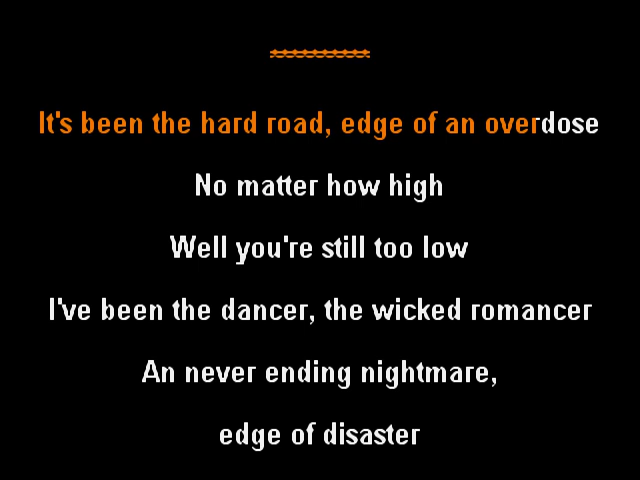 It's been the hard road, edge of an overdose
No matter how high
Well you're still too low
I've been the dancer, the wicked romancer
An never ending nightmare,
edge of disaster